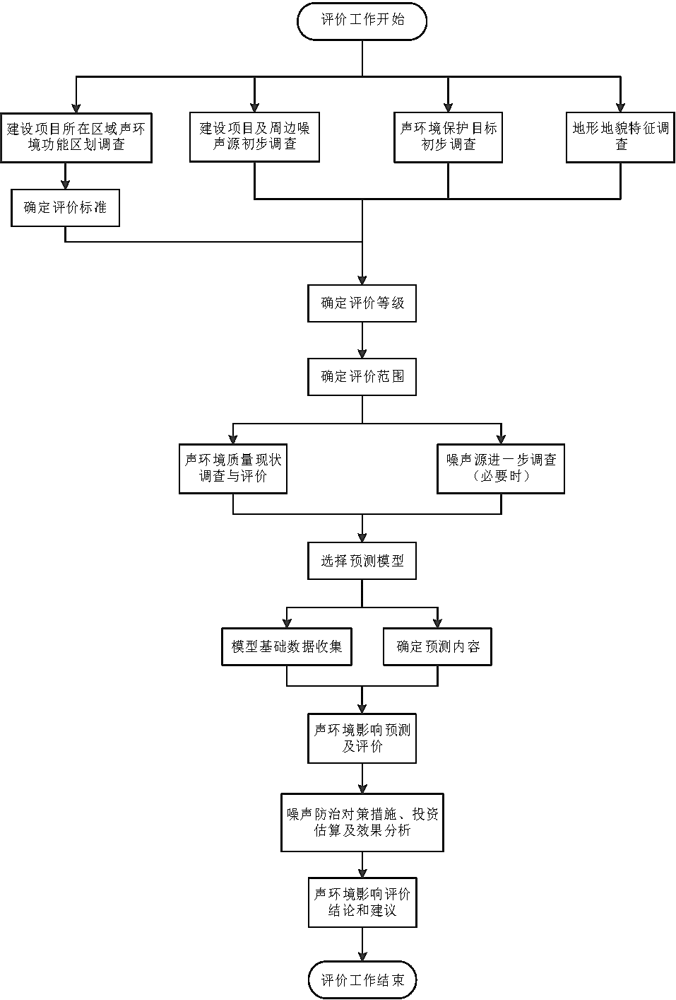 评价工作开始
建设项目所在区域声环
境功能区划调查
建设项目及周边噪
声源初步调查
声环境保护目标
初步调查
地形地貌特征调
查
确定评价标准
确定评价等级
确定评价范围
声环境质量现状
调查与评价
噪声源进一步调查
（必要时）
选择预测模型
模型基础数据收集
确定预测内容
声环境影响预测
及评价
噪声防治对策措施、投资
估算及效果分析
声环境影响评价
结论和建议
评价工作结束